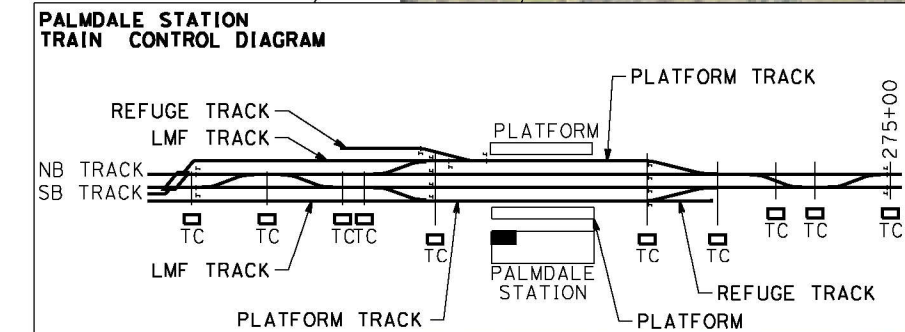 PALMDALE STATION
TRAIN CONTROL DIAGRAM
PLATFORM TRACK
REFUGE TRACK
LMF TRACK
PLATFORM
275+00
NB TRACK
SB TRACK
TC
TC
TCTC
TC
TC
TC
TC
TC
TC
LMF TRACK
PALMDALE
STATION
REFUGE TRACK
PLATFORM TRACK
PLATFORM